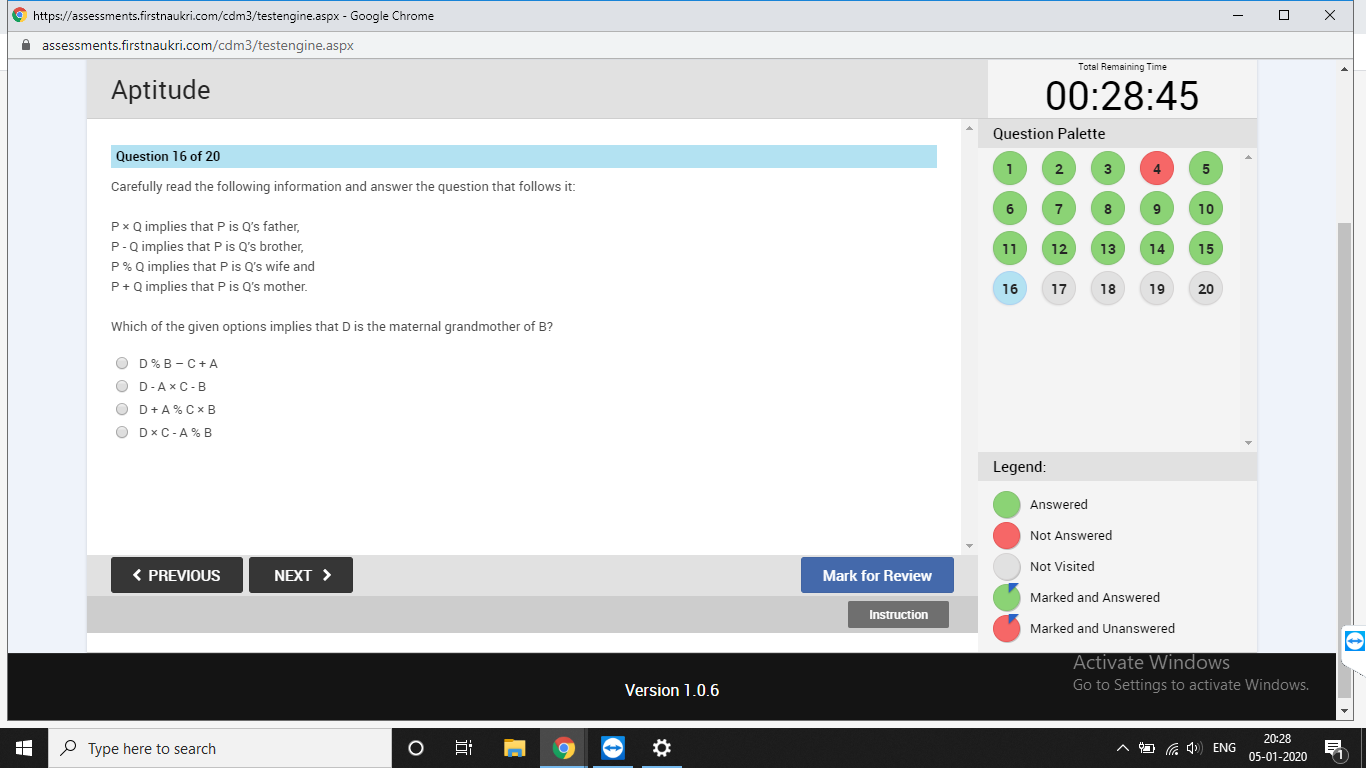 https://assessments.firstnaukri.com/cdm3/testengine.aspx - Google Chrome
assessments.firstnaukri.com/cdm3/testengine.aspx
Aptitude
Total Remaining Time
00:28:45
Question 16 of 20
Carefully read the following information and answer the question that follows it:
P × Q implies that P is Q's father,
P - Q implies that P is Q's brother,
P % Q implies that P is Q's wife and
P + Q implies that P is Q's mother.
Which of the given options implies that D is the maternal grandmother of B?
D % B – C + A
D - A × C - B
D + A % C × B
D × C - A % B
PREVIOUS
NEXT
Mark for Review
Instruction
Question Palette
1 2 3 4 5
6 7 8 9 10
11 12 13 14 15
16 17 18 19 20
Legend:
Answered
Not Answered
Not Visited
Marked and Answered
Marked and Unanswered
Activate Windows
Go to Settings to activate Windows.
Version 1.0.6
Type here to search
ENG
20:28
05-01-2020
1